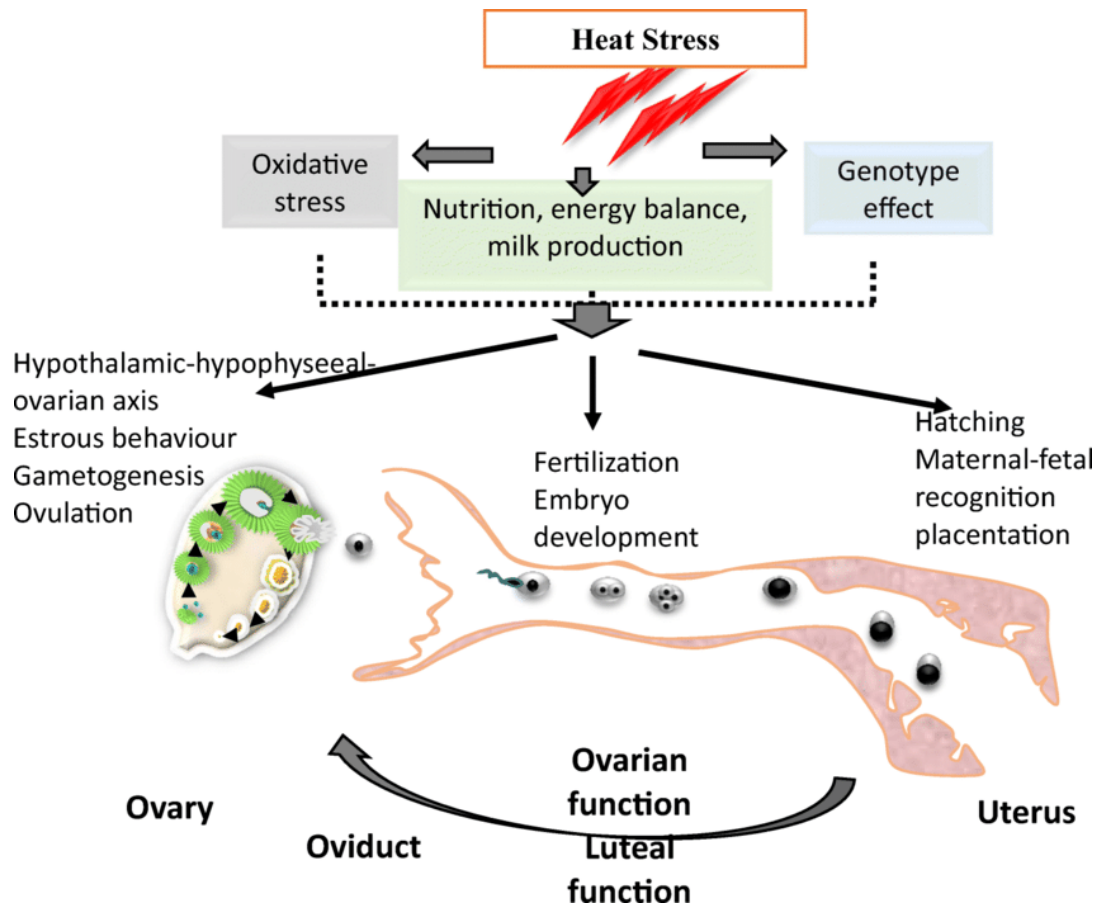 Heat Stress
Oxidative
stress
Nutrition, energy balance,
milk production
Genotype
effect
Hypothalamic-hypophyseeal-
ovarian axis
Estrous behaviour
Gametogenesis
Ovulation
Fertilization
Embryo
development
Hatching
Maternal-fetal
recognition
placentation
Ovary
Oviduct
Ovarian
function
Luteal
function
Uterus